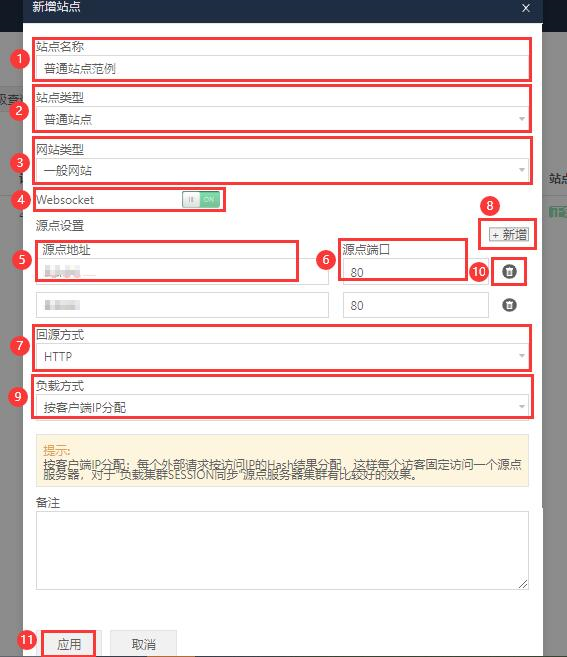 新增站点 X
1 站点名称
普通站点范例
2 站点类型
普通站点
3 网站类型
一般网站
4 Websocket ON
源点设置
8 + 新增
5 源点地址 6 源点端口
80 10
80
7 回源方式
HTTP
9 负载方式
按客户端IP分配
提示:
按客户端IP分配：每个外部请求按访问IP的Hash结果分配，这样每个访客固定访问一个源点
服务器，对于“负载集群SESSION同步”源点服务器集群有比较好的效果。
备注
11 应用 取消